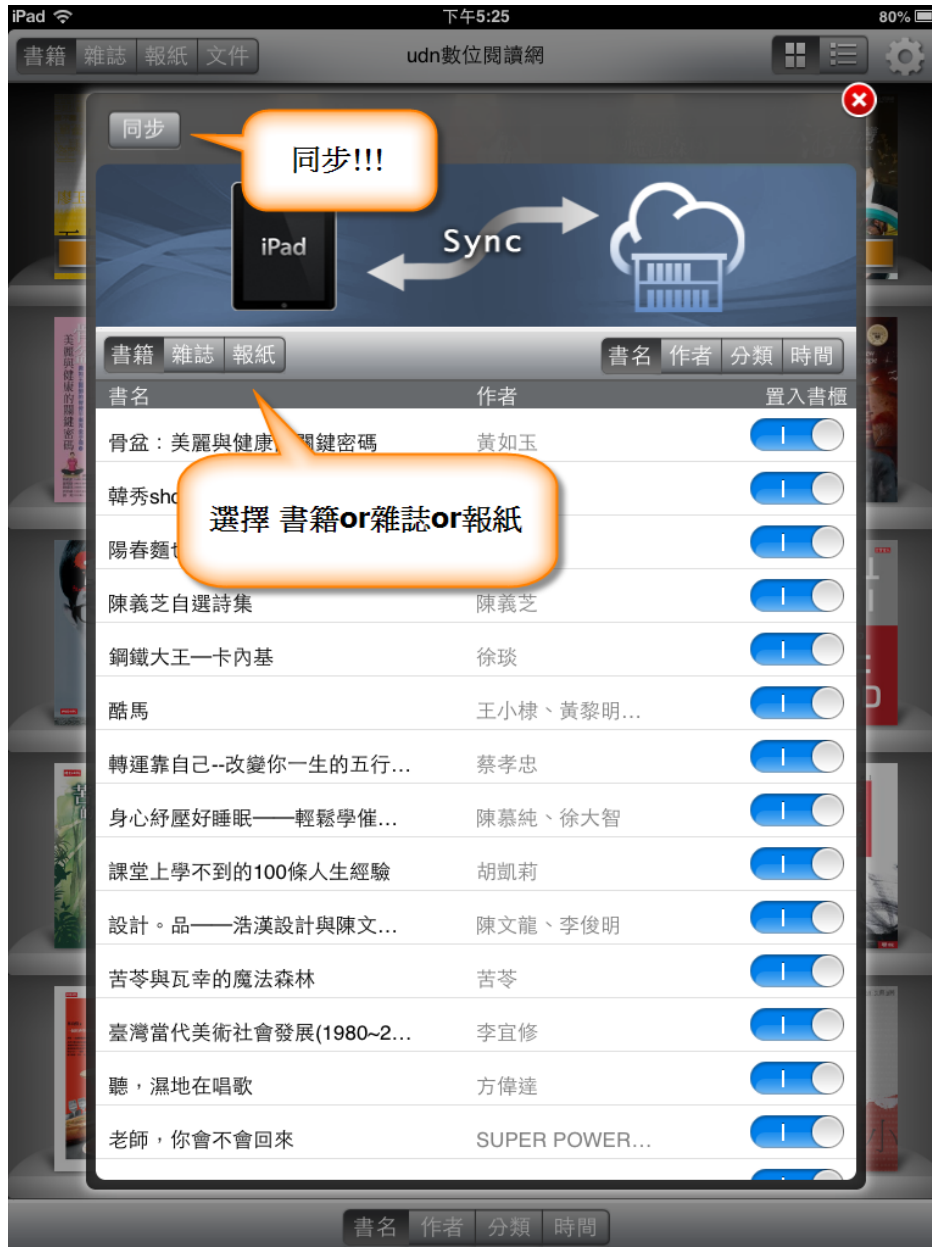 iPad 下午5:25 80%
書籍 雜誌 報紙 文件 udn數位閱讀網
同步
同步!!!
iPad Sync
書籍 雜誌 報紙 書名 作者 分類 時間
書名 作者 置入書櫃
骨盆：美麗與健康 關鍵密碼 黃如玉
韓秀sho
選擇 書籍or雜誌or報紙
陽春麵
陳義芝自選詩集 陳義芝
鋼鐵大王—卡內基 徐琰
酷馬 王小棣、黃黎明...
轉運靠自己--改變你一生的五行... 蔡孝忠
身心紓壓好睡眠——輕鬆學催... 陳慕純、徐大智
課堂上學不到的100條人生經驗 胡凱莉
設計。品——浩漢設計與陳文... 陳文龍、李俊明
苦苓與瓦幸的魔法森林 苦苓
臺灣當代美術社會發展(1980~2... 李宜修
聽，濕地在唱歌 方偉達
老師，你會不會回來 SUPER POWER...
美麗與健康的關鍵密碼
書名 作者 分類 時間